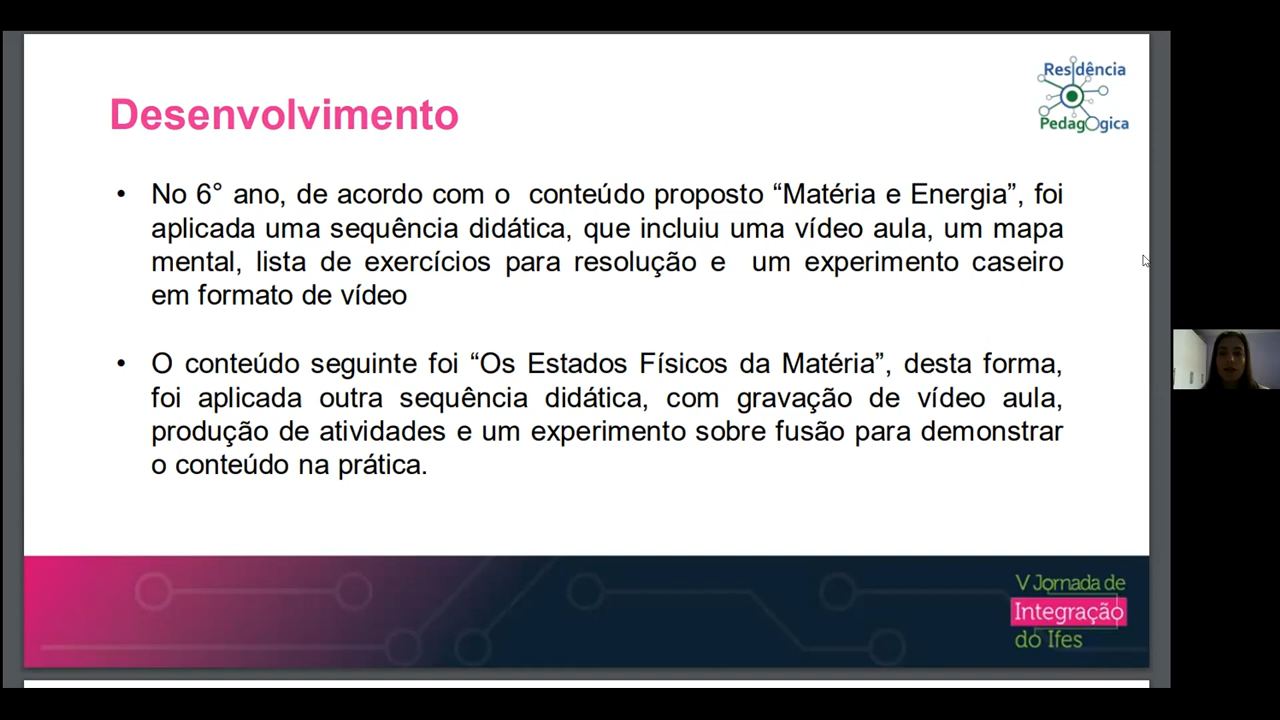 Residência
PedagOgica
Desenvolvimento
• No 6° ano, de acordo com o conteúdo proposto “Matéria e Energia”, foi
aplicada uma sequência didática, que incluiu uma vídeo aula, um mapa
mental, lista de exercícios para resolução e um experimento caseiro
em formato de vídeo
• O conteúdo seguinte foi “Os Estados Físicos da Matéria”, desta forma,
foi aplicada outra sequência didática, com gravação de vídeo aula,
produção de atividades e um experimento sobre fusão para demonstrar
o conteúdo na prática.
V Jornada de
Integração
do Ifes